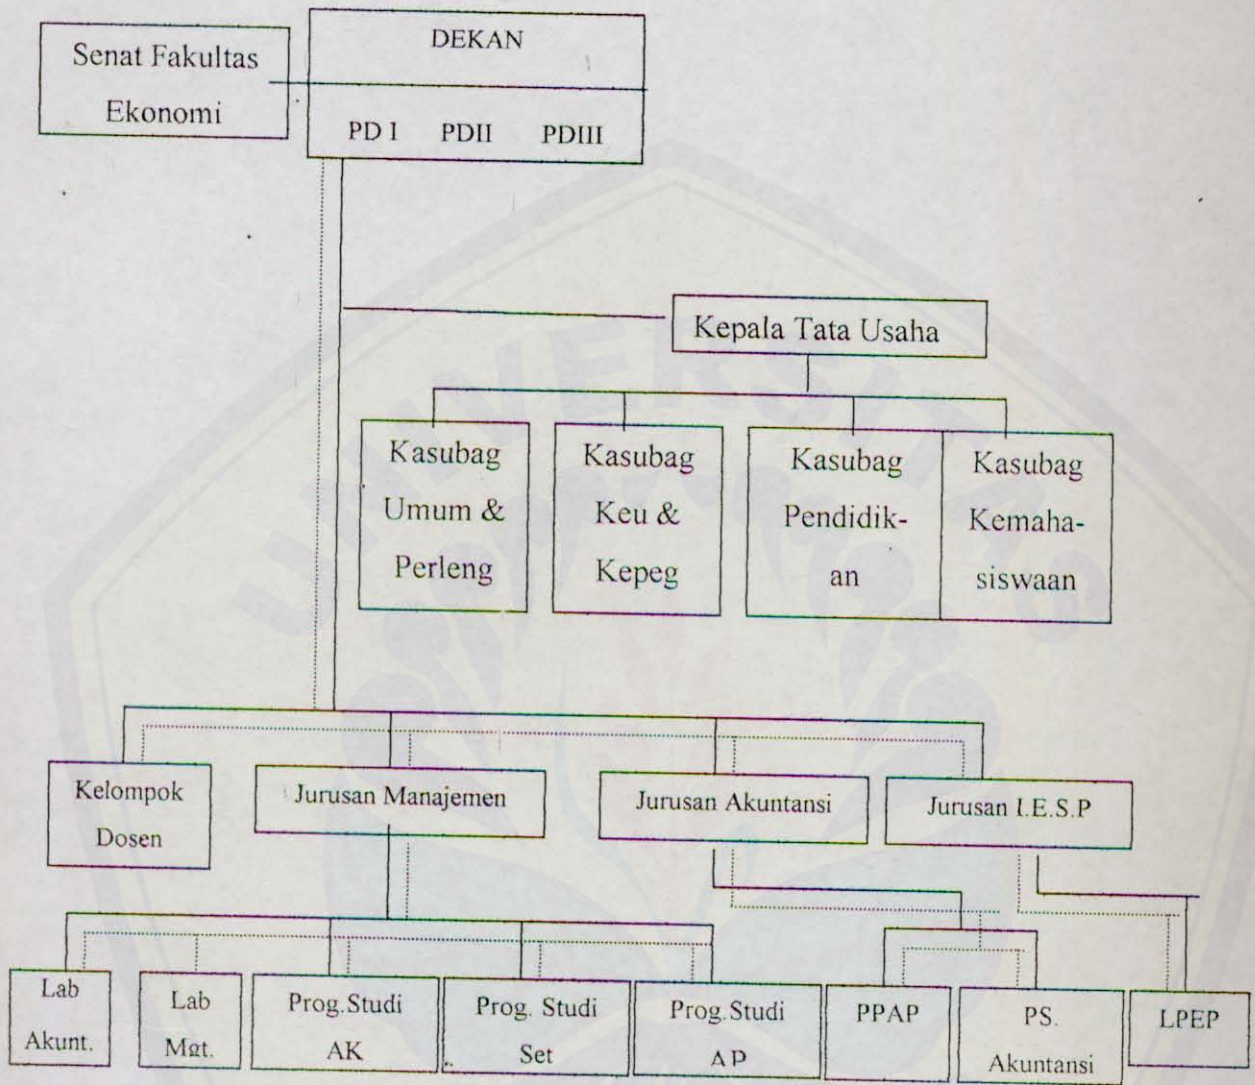 Senat Fakultas
Ekonomi
DEKAN
PD I PDII PDIII
Kepala Tata Usaha
Kasubag
Umum &
Perleng
Kasubag
Keu &
Kepeg
Kasubag
Pendidik-
an
Kasubag
Kemaha-
siswaan
Kelompok
Dosen
Jurusan Manajemen
Jurusan Akuntansi
Jurusan I.E.S.P
Lab
Akunt.
Lab
Mgt.
Prog.Studi
AK
Prog. Studi
Set
Prog.Studi
AP
PPAP
PS.
Akuntansi
LPEP
UNIVERSITAS